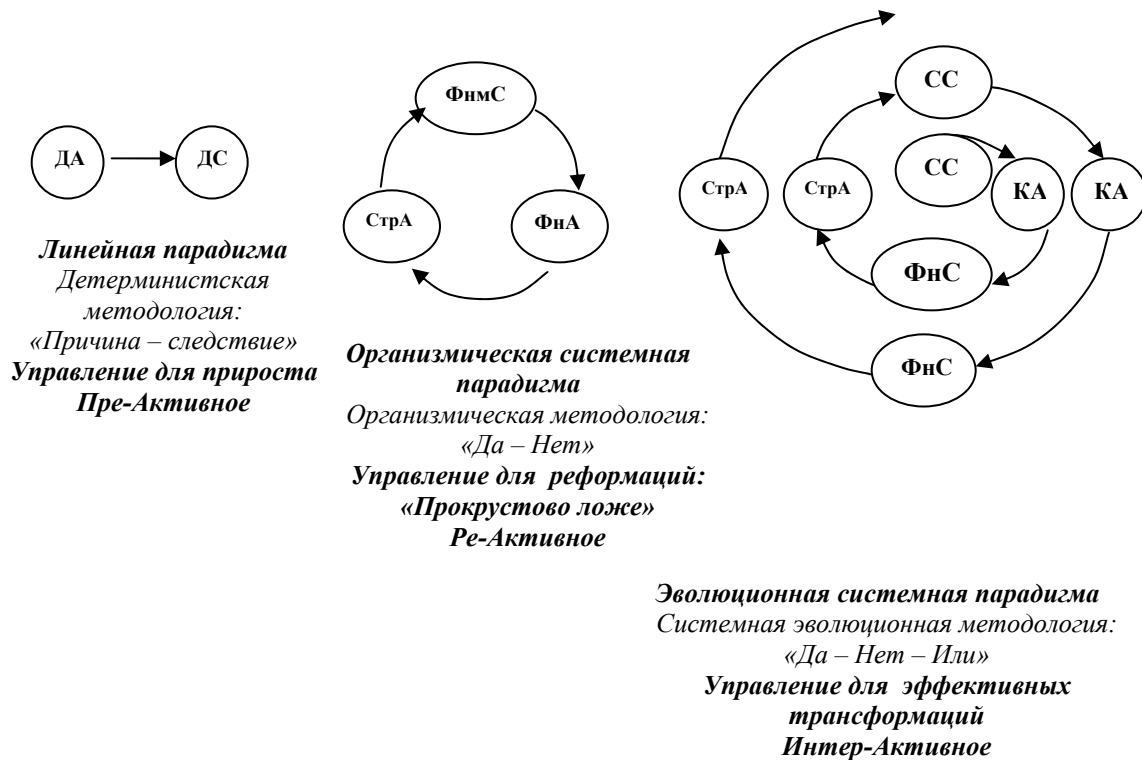 ДА
ДС
Линейная парадигма
Детерминистская
методология:
«Причина – следствие»
Управление для прироста
Пре-Активное
ФнмС
СтрА
ФнА
Организмическая системная
парадигма
Организмическая методология:
«Да – Нет»
Управление для реформаций:
«Прокрустово ложе»
Ре-Активное
СС
СС
СтрА
СтрА
КА
КА
ФнС
ФнС
Эволюционная системная парадигма
Системная эволюционная методология:
«Да – Нет – Или»
Управление для эффективных
трансформаций
Интер-Активное